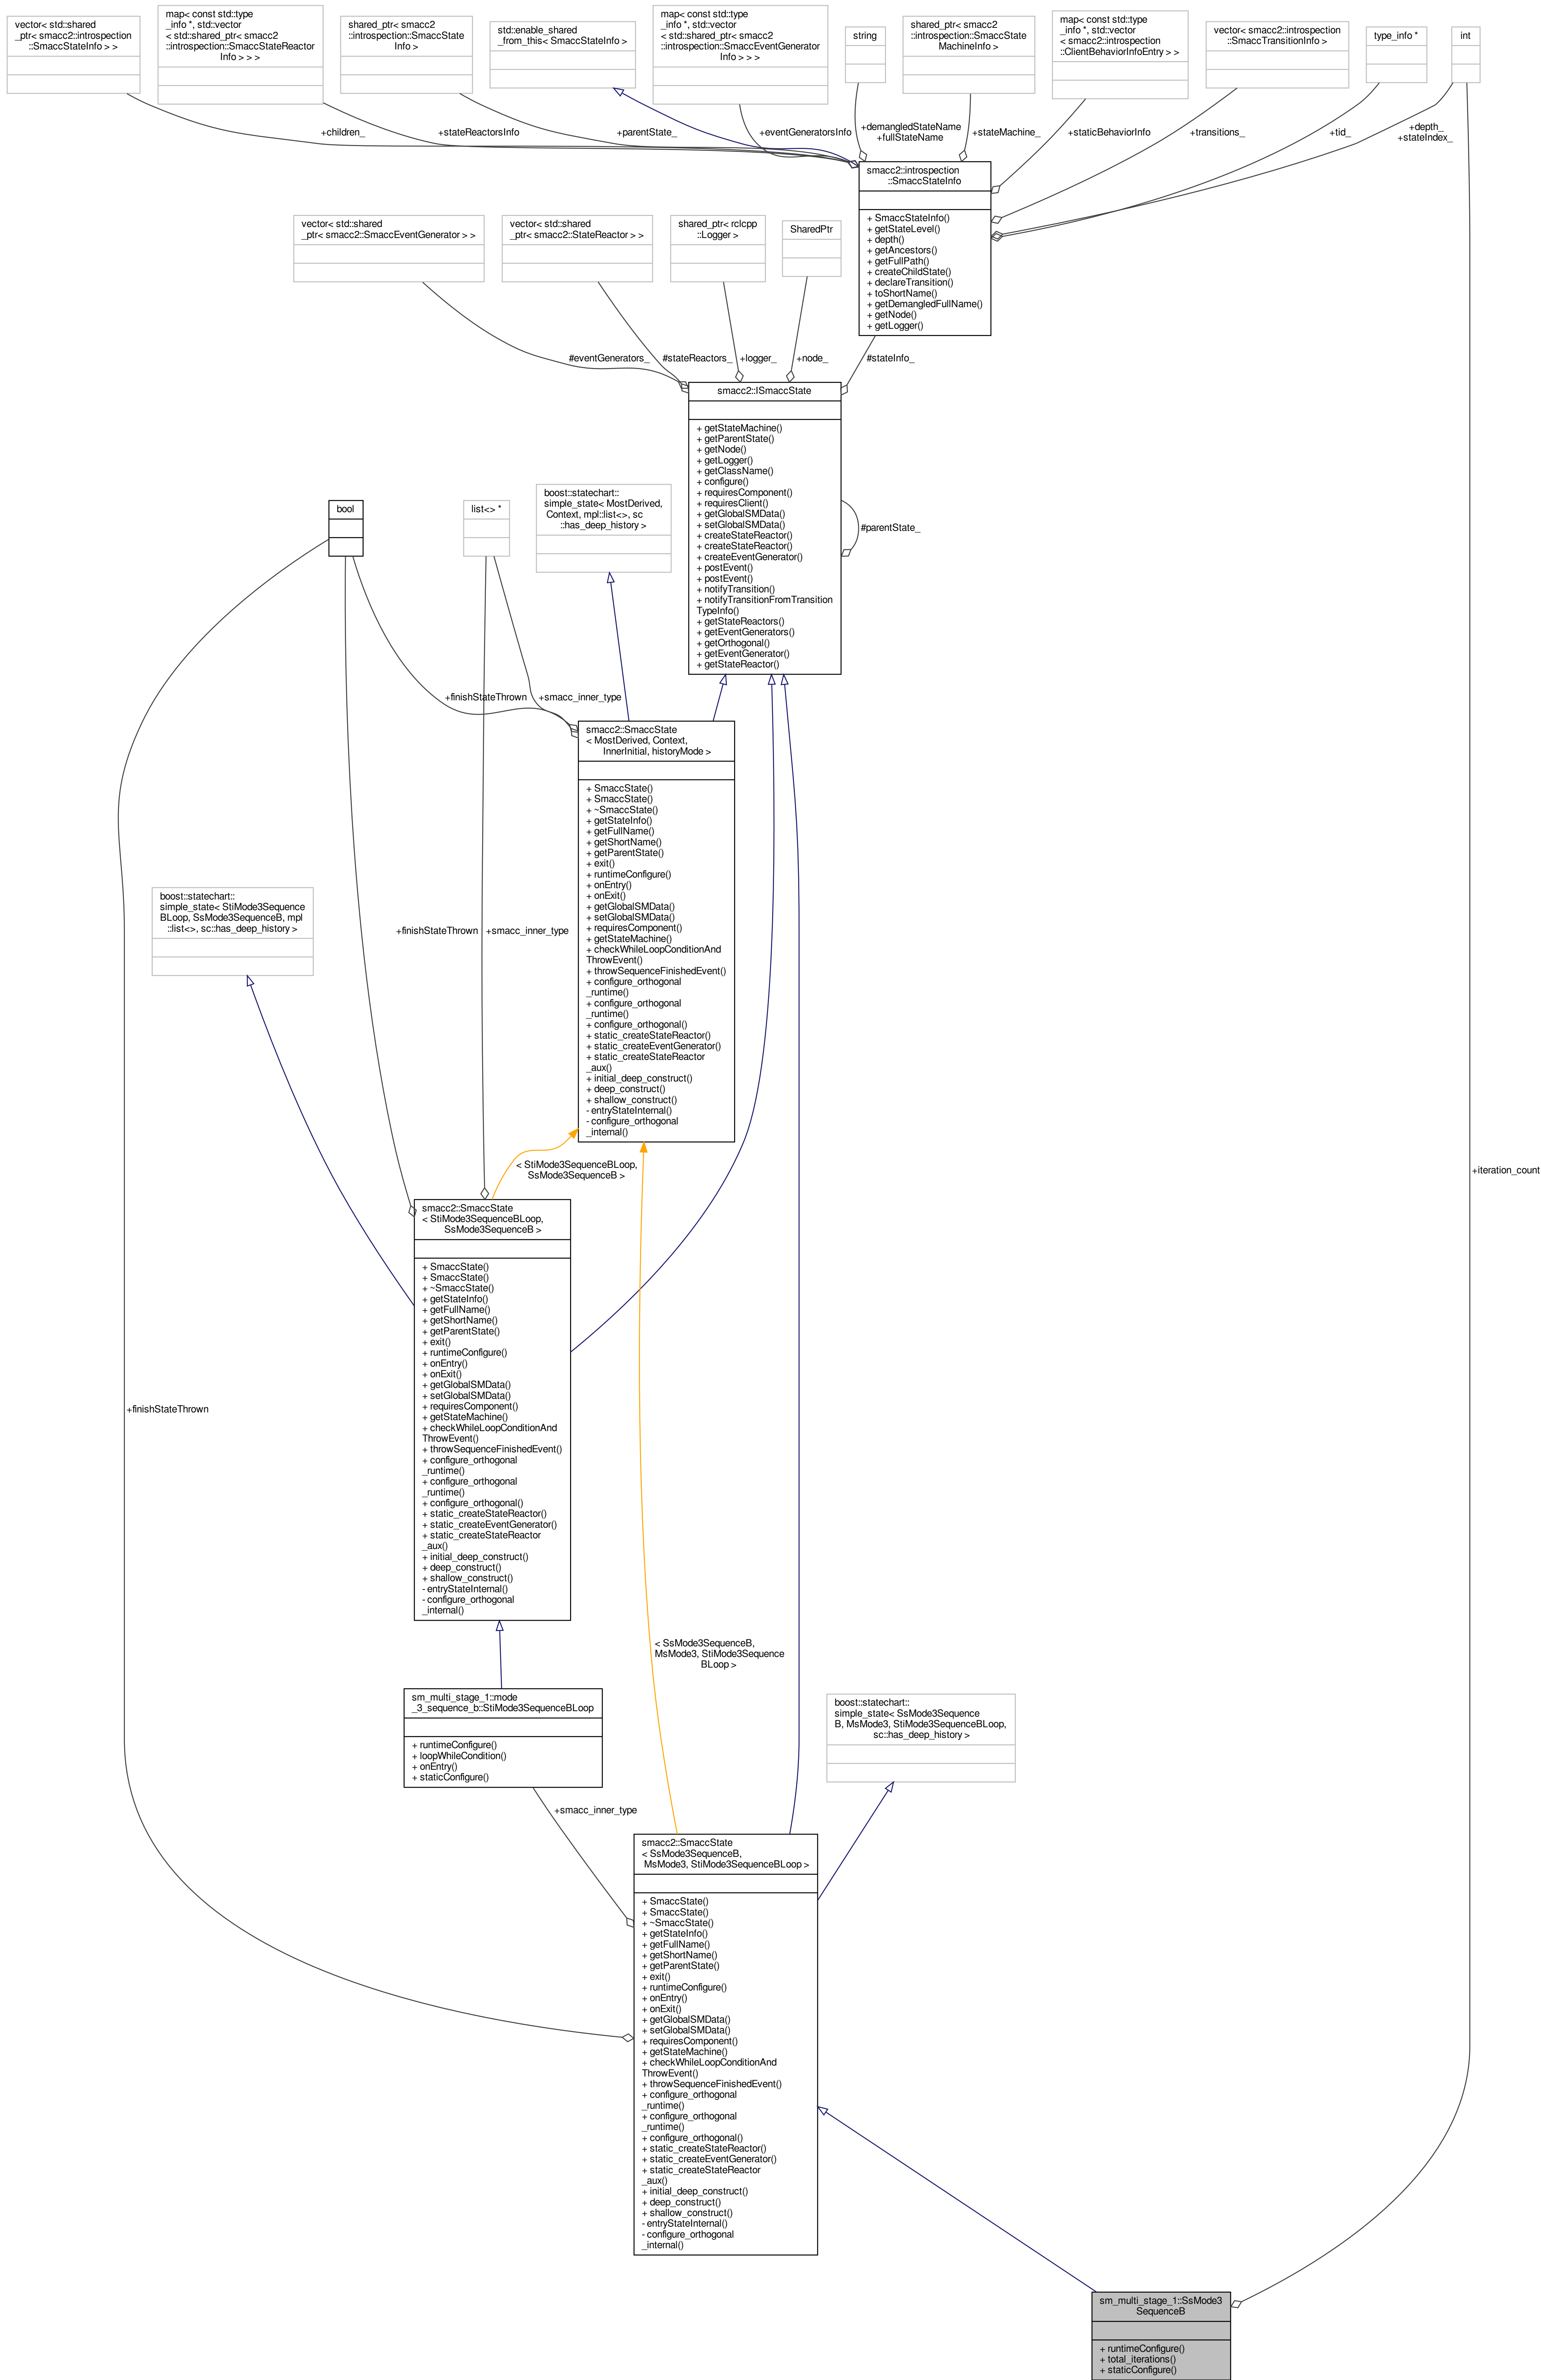 vector< std::shared
_ptr< smacc2::introspection
::SmaccStateInfo > >
map< const std::type
_info *, std::vector
< std::shared_ptr< smacc2
::introspection::SmaccStateReactor
Info > > >
shared_ptr< smacc2
::introspection::SmaccState
Info >
std::enable_shared
_from_this< SmaccStateInfo >
map< const std::type
_info *, std::vector
< std::shared_ptr< smacc2
::introspection::SmaccEventGenerator
Info > > >
string
shared_ptr< smacc2
::introspection::SmaccState
MachineInfo >
map< const std::type
_info *, std::vector
< smacc2::introspection
::ClientBehaviorInfoEntry > >
vector< smacc2::introspection
::SmaccTransitionInfo >
type_info *
int
+children_
+stateReactorsInfo
+parentState_
+eventGeneratorsInfo
+demangledStateName
+fullStateName
+stateMachine_
+staticBehaviorInfo
+transitions_
+tid_
+depth_
+stateIndex_
smacc2::introspection
::SmaccStateInfo
+ SmaccStateInfo()
+ getStateLevel()
+ depth()
+ getAncestors()
+ getFullPath()
+ createChildState()
+ declareTransition()
+ toShortName()
+ getDemangledFullName()
+ getNode()
+ getLogger()
vector< std::shared
_ptr< smacc2::SmaccEventGenerator > >
vector< std::shared
_ptr< smacc2::StateReactor > >
shared_ptr< rclcpp
::Logger >
SharedPtr
#eventGenerators_
#stateReactors_
+logger_
+node_
#stateInfo_
smacc2::ISmaccState
+ getStateMachine()
+ getParentState()
+ getNode()
+ getLogger()
+ getClassName()
+ configure()
+ requiresComponent()
+ requiresClient()
+ getGlobalSMData()
+ setGlobalSMData()
+ createStateReactor()
+ createStateReactor()
+ createEventGenerator()
+ postEvent()
+ postEvent()
+ notifyTransition()
+ notifyTransitionFromTransition
TypeInfo()
+ getStateReactors()
+ getEventGenerators()
+ getOrthogonal()
+ getEventGenerator()
+ getStateReactor()
#parentState_
bool
list<> *
boost::statechart::
simple_state< MostDerived,
Context, mpl::list<>, sc
::has_deep_history >
+finishStateThrown
+smacc_inner_type
smacc2::SmaccState
< MostDerived, Context,
InnerInitial, historyMode >
+ SmaccState()
+ SmaccState()
+ ~SmaccState()
+ getStateInfo()
+ getFullName()
+ getShortName()
+ getParentState()
+ exit()
+ runtimeConfigure()
+ onEntry()
+ onExit()
+ getGlobalSMData()
+ setGlobalSMData()
+ requiresComponent()
+ getStateMachine()
+ checkWhileLoopConditionAnd
ThrowEvent()
+ throwSequenceFinishedEvent()
+ configure_orthogonal
_runtime()
+ configure_orthogonal
_runtime()
+ configure_orthogonal()
+ static_createStateReactor()
+ static_createEventGenerator()
+ static_createStateReactor
_aux()
+ initial_deep_construct()
+ deep_construct()
+ shallow_construct()
- entryStateInternal()
- configure_orthogonal
_internal()
boost::statechart::
simple_state< StiMode3Sequence
BLoop, SsMode3SequenceB, mpl
::list<>, sc::has_deep_history >
+finishStateThrown
+smacc_inner_type
< StiMode3SequenceBLoop,
SsMode3SequenceB >
+iteration_count
smacc2::SmaccState
< StiMode3SequenceBLoop,
SsMode3SequenceB >
+ SmaccState()
+ SmaccState()
+ ~SmaccState()
+ getStateInfo()
+ getFullName()
+ getShortName()
+ getParentState()
+ exit()
+ runtimeConfigure()
+ onEntry()
+ onExit()
+ getGlobalSMData()
+ setGlobalSMData()
+ requiresComponent()
+ getStateMachine()
+ checkWhileLoopConditionAnd
ThrowEvent()
+ throwSequenceFinishedEvent()
+ configure_orthogonal
_runtime()
+ configure_orthogonal
_runtime()
+ configure_orthogonal()
+ static_createStateReactor()
+ static_createEventGenerator()
+ static_createStateReactor
_aux()
+ initial_deep_construct()
+ deep_construct()
+ shallow_construct()
- entryStateInternal()
- configure_orthogonal
_internal()
+finishStateThrown
< SsMode3SequenceB,
MsMode3, StiMode3Sequence
BLoop >
sm_multi_stage_1::mode
_3_sequence_b::StiMode3SequenceBLoop
+ runtimeConfigure()
+ loopWhileCondition()
+ onEntry()
+ staticConfigure()
boost::statechart::
simple_state< SsMode3Sequence
B, MsMode3, StiMode3SequenceBLoop,
sc::has_deep_history >
+smacc_inner_type
smacc2::SmaccState
< SsMode3SequenceB,
MsMode3, StiMode3SequenceBLoop >
+ SmaccState()
+ SmaccState()
+ ~SmaccState()
+ getStateInfo()
+ getFullName()
+ getShortName()
+ getParentState()
+ exit()
+ runtimeConfigure()
+ onEntry()
+ onExit()
+ getGlobalSMData()
+ setGlobalSMData()
+ requiresComponent()
+ getStateMachine()
+ checkWhileLoopConditionAnd
ThrowEvent()
+ throwSequenceFinishedEvent()
+ configure_orthogonal
_runtime()
+ configure_orthogonal
_runtime()
+ configure_orthogonal()
+ static_createStateReactor()
+ static_createEventGenerator()
+ static_createStateReactor
_aux()
+ initial_deep_construct()
+ deep_construct()
+ shallow_construct()
- entryStateInternal()
- configure_orthogonal
_internal()
sm_multi_stage_1::SsMode3
SequenceB
+ runtimeConfigure()
+ total_iterations()
+ staticConfigure()